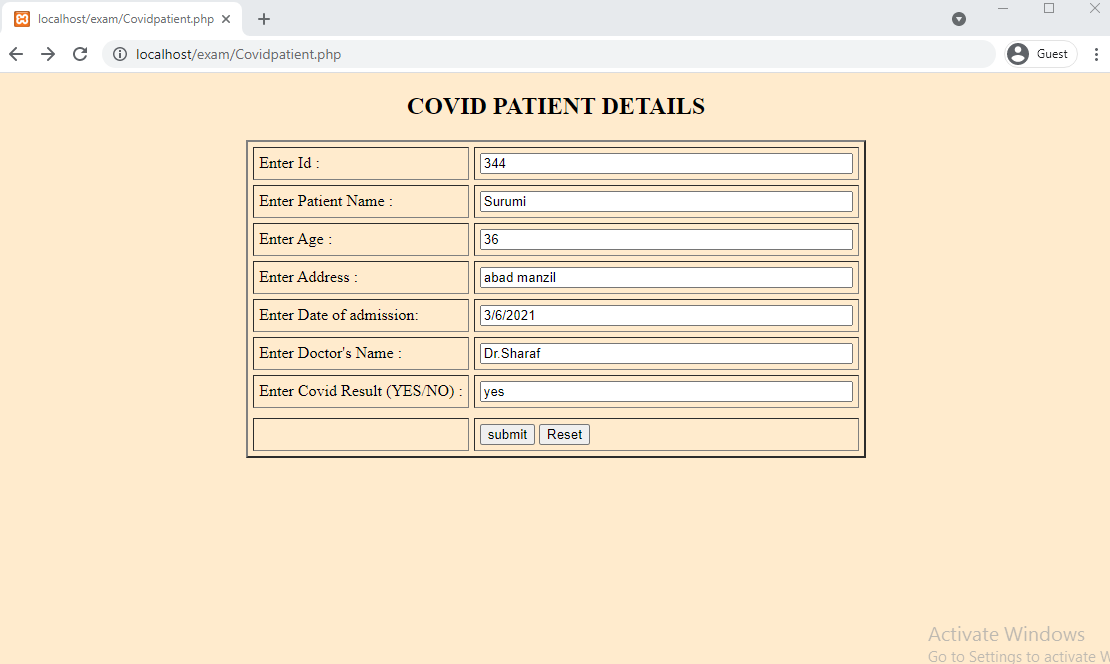 localhost/exam/Covidpatient.php
localhost/exam/Covidpatient.php
Guest
COVID PATIENT DETAILS
Enter Id : 344
Enter Patient Name : Surumi
Enter Age : 36
Enter Address : abad manzil
Enter Date of admission: 3/6/2021
Enter Doctor's Name : Dr.Sharaf
Enter Covid Result (YES/NO) : yes
submit Reset
Activate Windows
Go to Settings to activate W